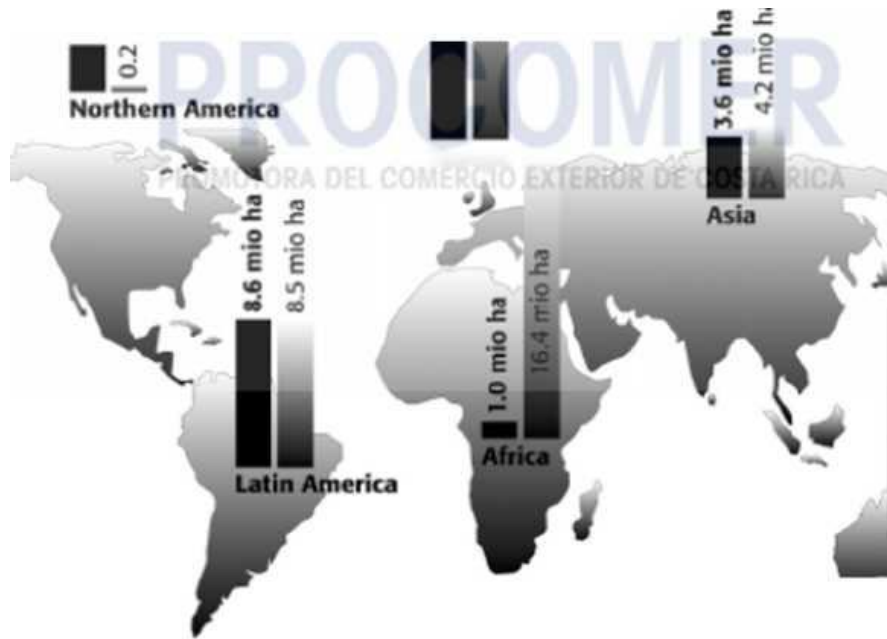 PROCOMER
PROMOTORA DEL COMERCIO EXTERIOR DE COSTA RICA
0.2
Northern America
3.6 mio ha
4.2 mio ha
Asia
8.6 mio ha
8.5 mio ha
Latin America
1.0 mio ha
16.4 mio ha
Africa